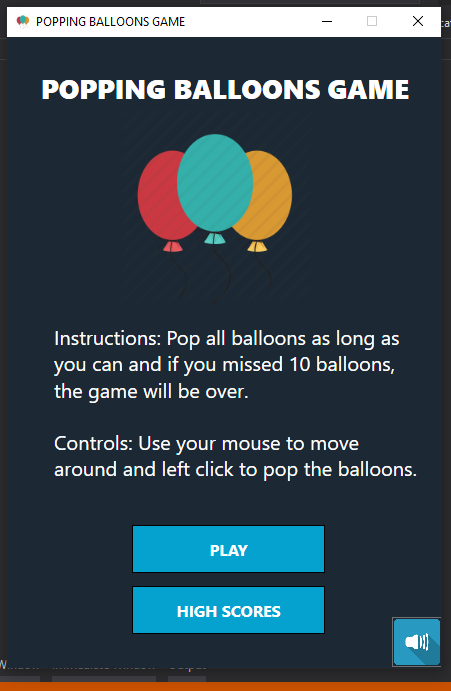 POPPING BALLOONS GAME
POPPING BALLOONS GAME
Instructions: Pop all balloons as long as
you can and if you missed 10 balloons,
the game will be over.
Controls: Use your mouse to move
around and left click to pop the balloons.
PLAY
HIGH SCORES